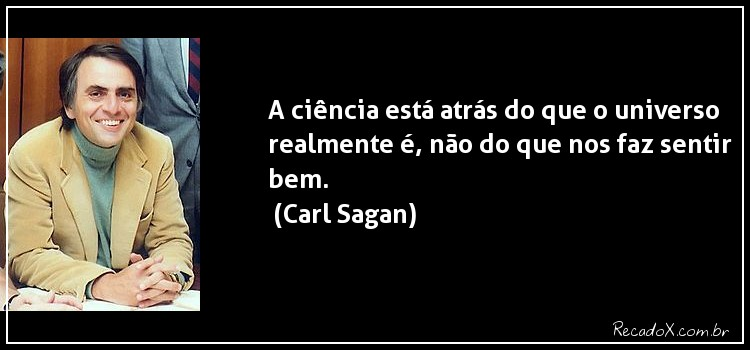 A ciência está atrás do que o universo
realmente é, não do que nos faz sentir
bem.
(Carl Sagan)
RecadoX.com.br